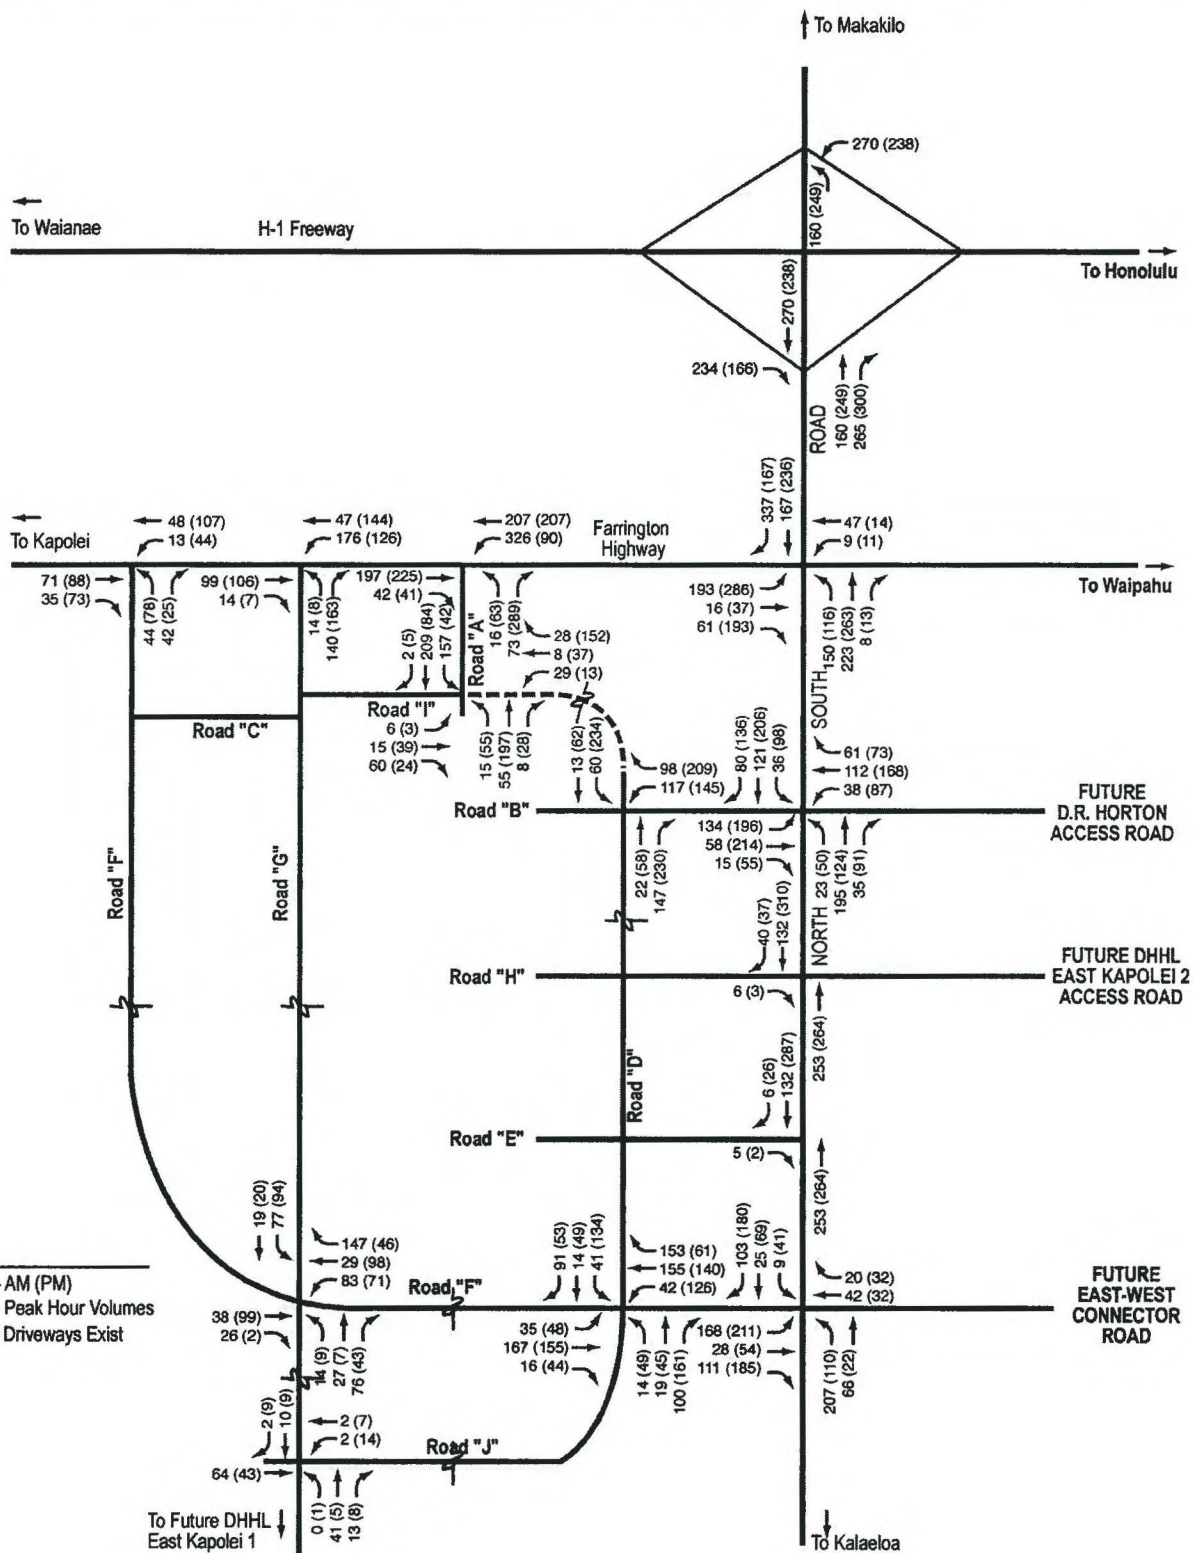 To Makakilo
270 (238)
160 (249)
To Waianae
H-1 Freeway
To Honolulu
270 (238)
234 (166)
ROAD
160 (249)
265 (300)
337 (167)
167 (236)
To Kapolei
48 (107)
13 (44)
47 (144)
176 (126)
207 (207)
326 (90)
Farrington
Highway
47 (14)
9 (11)
To Waipahu
71 (88)
35 (73)
44 (78)
42 (25)
99 (106)
14 (7)
14 (8)
140 (163)
197 (225)
42 (41)
2 (5)
209 (84)
157 (42)
Road "A"
16 (63)
73 (289)
28 (152)
8 (37)
29 (13)
193 (286)
16 (37)
61 (193)
150 (116)
223 (263)
8 (13)
SOUTH
Road "C"
Road "I"
6 (3)
15 (39)
60 (24)
15 (55)
55 (197)
8 (28)
13 (62)
60 (234)
98 (209)
117 (145)
80 (136)
121 (206)
36 (98)
61 (73)
112 (168)
38 (87)
Road "B"
FUTURE
D.R. HORTON
ACCESS ROAD
22 (58)
147 (230)
134 (196)
58 (214)
15 (55)
23 (50)
195 (124)
35 (91)
NORTH
Road "F"
Road "G"
40 (37)
132 (310)
Road "H"
6 (3)
253 (264)
FUTURE DHHL
EAST KAPOLEI 2
ACCESS ROAD
Road "D"
6 (26)
132 (287)
Road "E"
5 (2)
253 (264)
19 (20)
77 (94)
147 (46)
29 (98)
83 (71)
91 (53)
14 (49)
41 (134)
153 (61)
155 (140)
42 (126)
103 (180)
25 (69)
9 (41)
20 (32)
42 (32)
AM (PM)
Peak Hour Volumes
Driveways Exist
Road "F"
FUTURE
EAST-WEST
CONNECTOR
ROAD
38 (99)
26 (2)
14 (9)
27 (7)
76 (43)
35 (48)
167 (155)
16 (44)
14 (49)
19 (45)
100 (161)
168 (211)
28 (54)
111 (185)
207 (110)
66 (22)
2 (9)
10 (9)
2 (7)
2 (14)
Road "J"
64 (43)
0 (1)
41 (5)
13 (8)
To Future DHHL
East Kapolei 1
To Kalaeloa